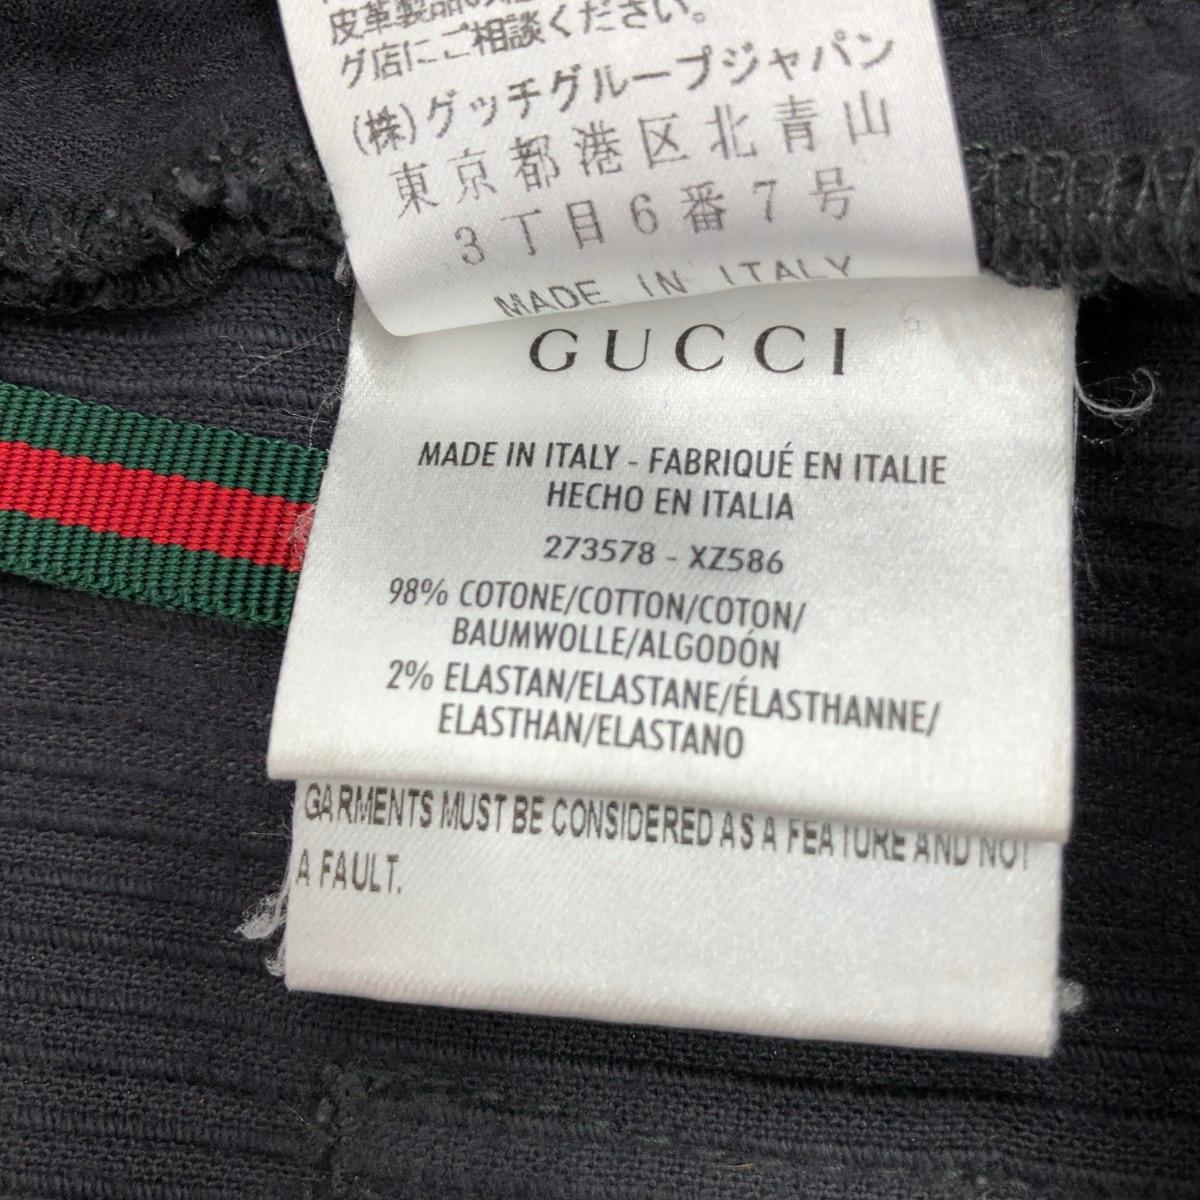 皮革製品の
グ店にご相談ください。
(株)グッチグループジャパン
東京都港区北青山
3丁目6番7号
MADE IN ITALY
GUCCI
MADE IN ITALY - FABRIQUÉ EN ITALIE
HECHO EN ITALIA
273578 - XZ586
98% COTONE/COTTON/COTON/
BAUMWOLLE/ALGODÓN
2% ELASTAN/ELASTANE/ÉLASTHANNE/
ELASTHAN/ELASTANO
GARMENTS MUST BE CONSIDERED AS A FEATURE AND NOT
A FAULT.